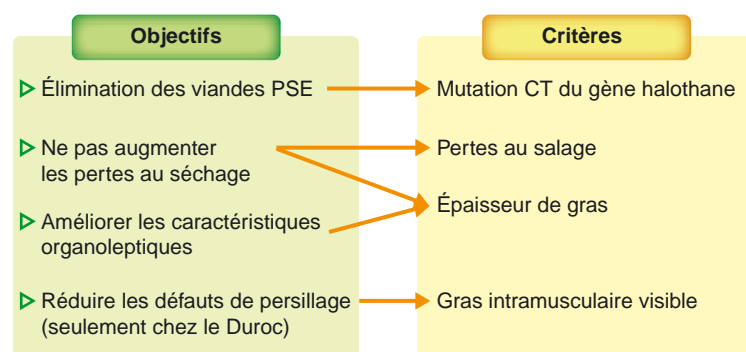 Objectifs
Élimination des viandes PSE
Ne pas augmenter
les pertes au séchage
Améliorer les caractéristiques
organoleptiques
Réduire les défauts de persillage
(seulement chez le Duroc)
Critères
Mutation CT du gène halothane
Pertes au salage
Épaisseur de gras
Gras intramusculaire visible